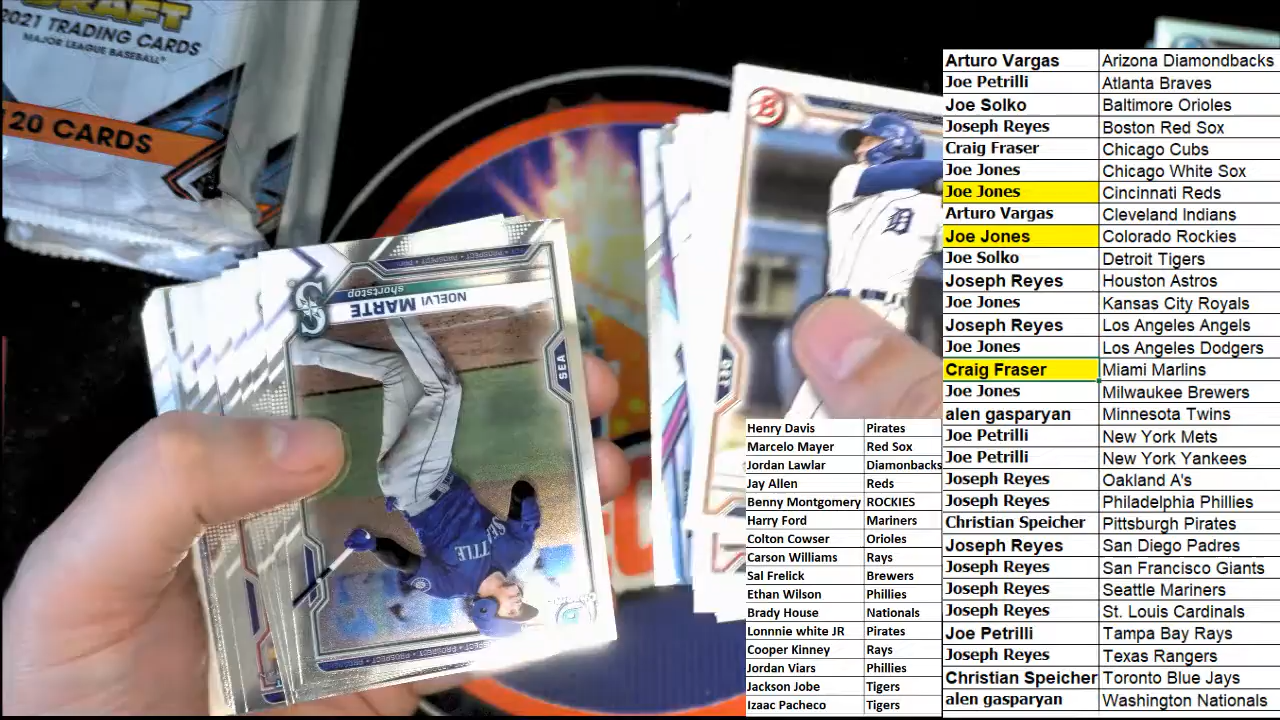 DRAFT
2021 TRADING CARDS
MAJOR LEAGUE BASEBALL
20 CARDS
NOELVI MARTE
shortstop
SEA
PROSPECT • PROSPECT
SEATTLE
DET
Arturo Vargas Arizona Diamondbacks
Joe Petrilli Atlanta Braves
Joe Solko Baltimore Orioles
Joseph Reyes Boston Red Sox
Craig Fraser Chicago Cubs
Joe Jones Chicago White Sox
Joe Jones Cincinnati Reds
Arturo Vargas Cleveland Indians
Joe Jones Colorado Rockies
Joe Solko Detroit Tigers
Joseph Reyes Houston Astros
Joe Jones Kansas City Royals
Joseph Reyes Los Angeles Angels
Joe Jones Los Angeles Dodgers
Craig Fraser Miami Marlins
Joe Jones Milwaukee Brewers
alen gasparyan Minnesota Twins
Joe Petrilli New York Mets
Joe Petrilli New York Yankees
Joseph Reyes Oakland A's
Joseph Reyes Philadelphia Phillies
Christian Speicher Pittsburgh Pirates
Joseph Reyes San Diego Padres
Joseph Reyes San Francisco Giants
Joseph Reyes Seattle Mariners
Joseph Reyes St. Louis Cardinals
Joe Petrilli Tampa Bay Rays
Joseph Reyes Texas Rangers
Christian Speicher Toronto Blue Jays
alen gasparyan Washington Nationals
Henry Davis Pirates
Marcelo Mayer Red Sox
Jordan Lawlar Diamonbacks
Jay Allen Reds
Benny Montgomery ROCKIES
Harry Ford Mariners
Colton Cowser Orioles
Carson Williams Rays
Sal Frelick Brewers
Ethan Wilson Phillies
Brady House Nationals
Lonnnie white JR Pirates
Cooper Kinney Rays
Jordan Viars Phillies
Jackson Jobe Tigers
Izaac Pacheco Tigers